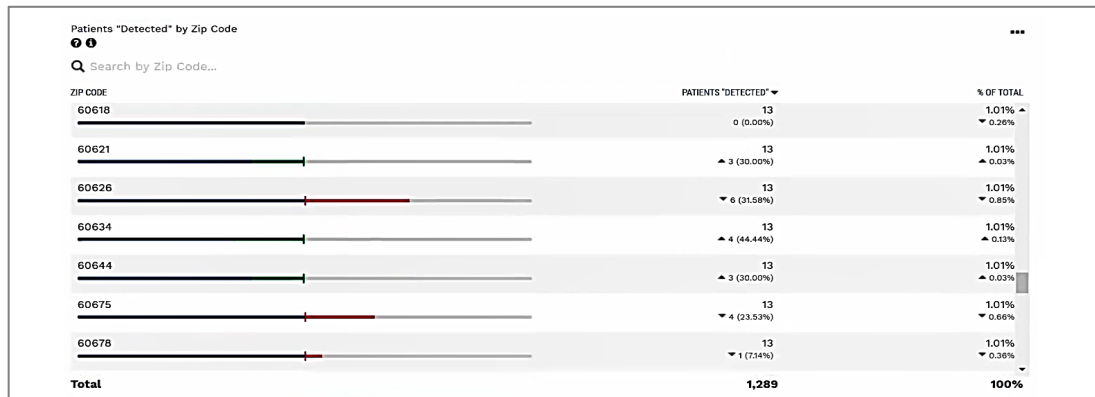 Patients "Detected" by Zip Code
Search by Zip Code...
ZIP CODE PATIENTS "DETECTED" ▼ % OF TOTAL
60618 13 1.01%
0 (0.00%) ▼ 0.26%
60621 13 1.01%
▲ 3 (30.00%) ▲ 0.03%
60626 13 1.01%
▼ 6 (31.58%) ▼ 0.85%
60634 13 1.01%
▲ 4 (44.44%) ▲ 0.13%
60644 13 1.01%
▲ 3 (30.00%) ▲ 0.03%
60675 13 1.01%
▼ 4 (23.53%) ▼ 0.66%
60678 13 1.01%
▼ 1 (7.14%) ▼ 0.36%
Total 1,289 100%